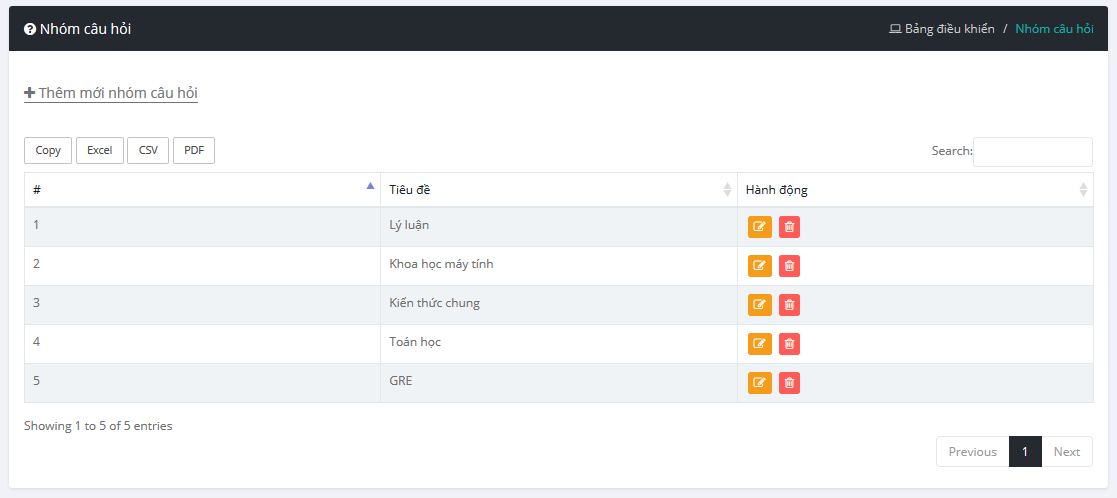 Nhóm câu hỏi
Bảng điều khiển / Nhóm câu hỏi
Thêm mới nhóm câu hỏi
Copy Excel CSV PDF Search:
# Tiêu đề Hành động
1 Lý luận
2 Khoa học máy tính
3 Kiến thức chung
4 Toán học
5 GRE
Showing 1 to 5 of 5 entries
Previous 1 Next